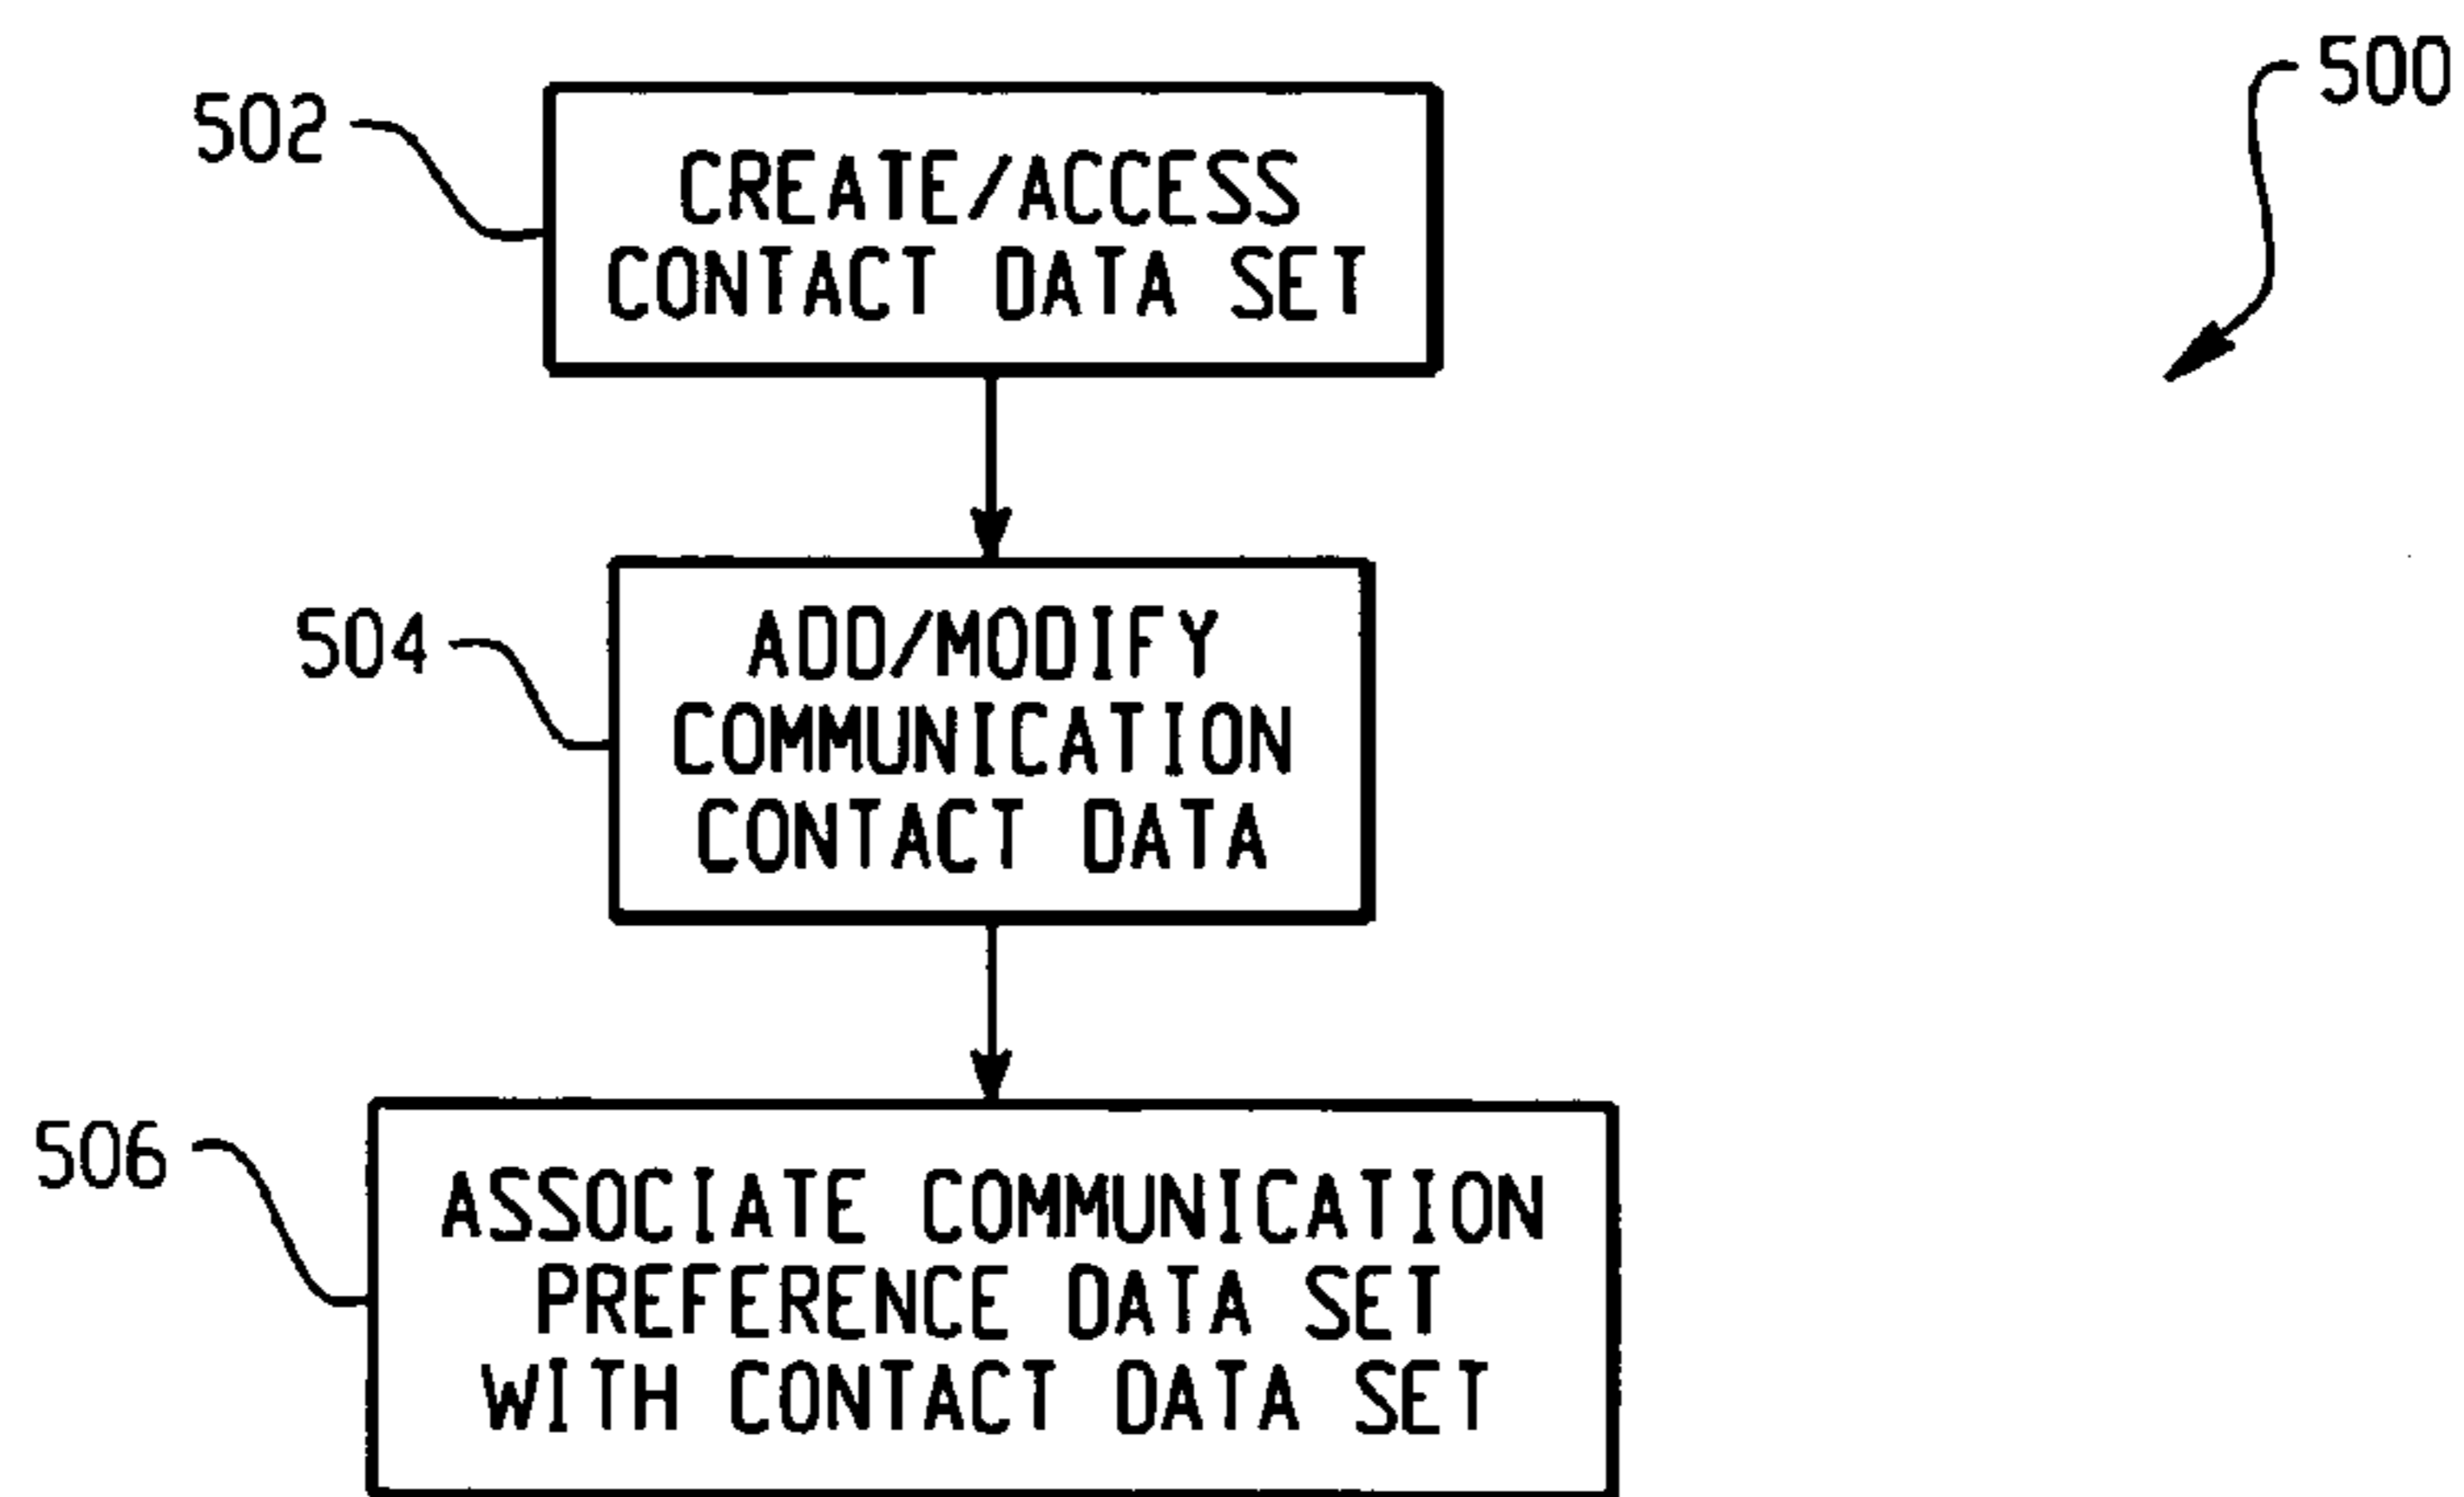 500
502
CREATE/ACCESS
CONTACT DATA SET
504
ADD/MODIFY
COMMUNICATION
CONTACT DATA
506
ASSOCIATE COMMUNICATION
PREFERENCE DATA SET
WITH CONTACT DATA SET